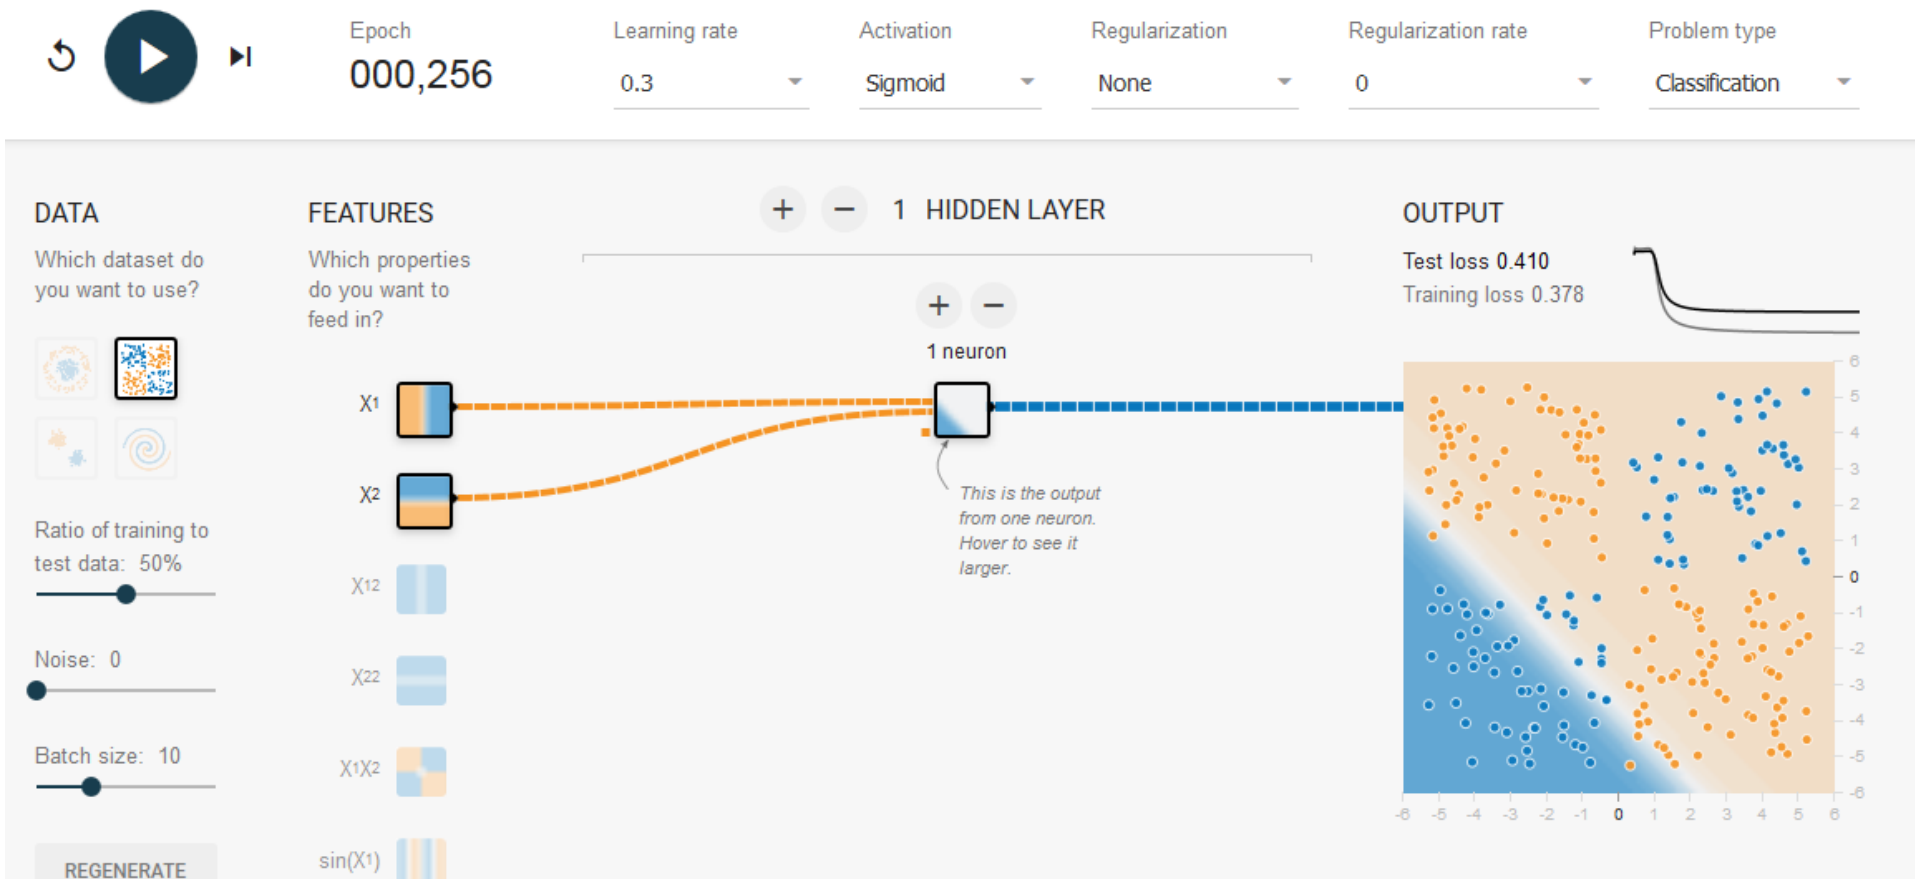 Epoch
000,256
Learning rate
0.3
Activation
Sigmoid
Regularization
None
Regularization rate
0
Problem type
Classification
DATA
Which dataset do
you want to use?
Ratio of training to
test data: 50%
Noise: 0
Batch size: 10
REGENERATE
FEATURES
Which properties
do you want to
feed in?
X1
X2
X12
X22
X1X2
sin(X1)
+ − 1 HIDDEN LAYER
+ −
1 neuron
This is the output
from one neuron.
Hover to see it
larger.
OUTPUT
Test loss 0.410
Training loss 0.378
6
5
4
3
2
1
0
-1
-2
-3
-4
-5
-6
-6 -5 -4 -3 -2 -1 0 1 2 3 4 5 6